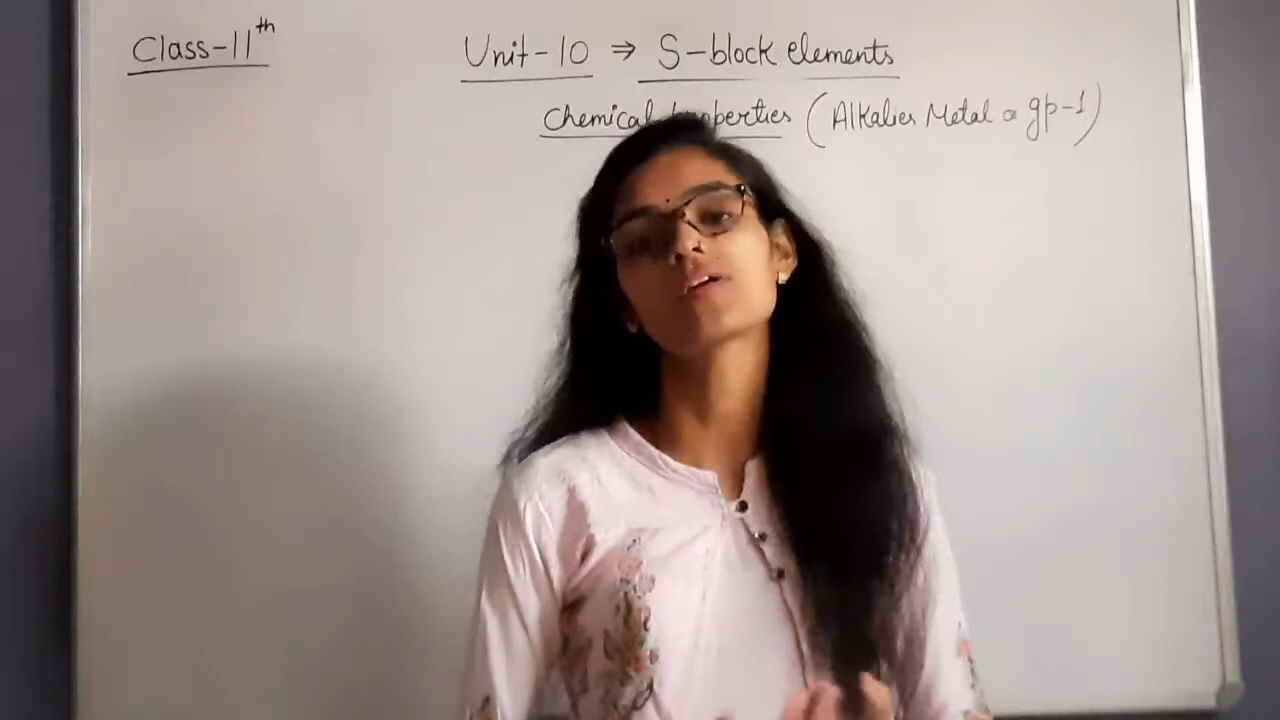 Class-11th
Unit-10 ⇒ S-block elements
Chemical (Alkalies Metal or gp-1)